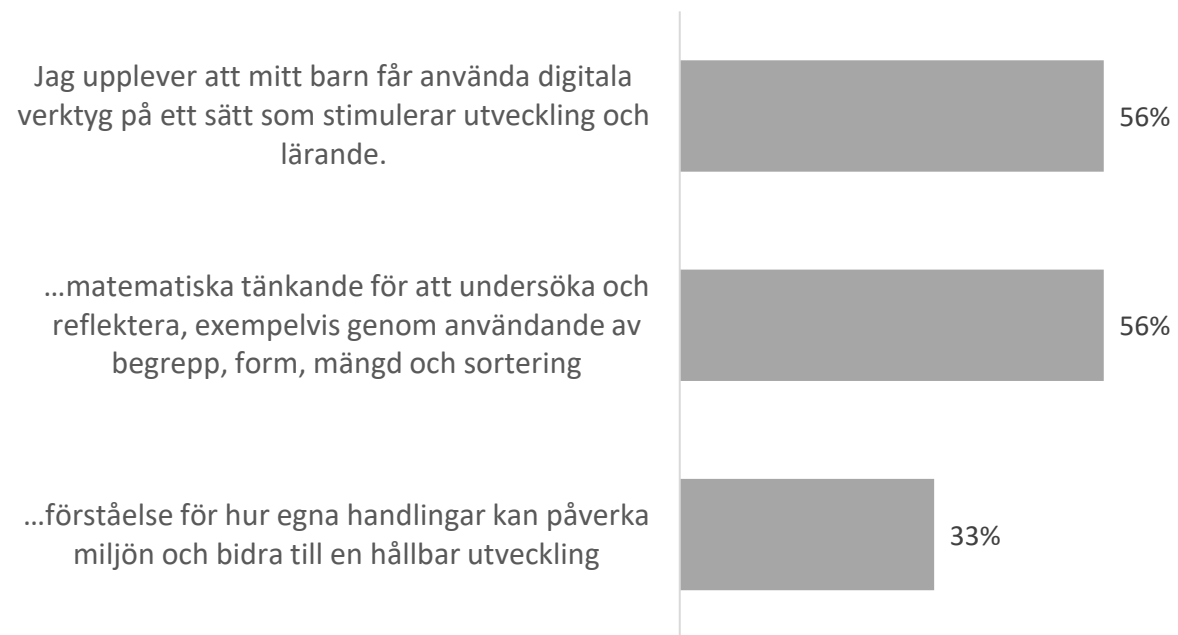 Jag upplever att mitt barn får använda digitala
verktyg på ett sätt som stimulerar utveckling och
lärande.
56%
...matematiska tänkande för att undersöka och
reflektera, exempelvis genom användande av
begrepp, form, mängd och sortering
56%
...förståelse för hur egna handlingar kan påverka
miljön och bidra till en hållbar utveckling
33%